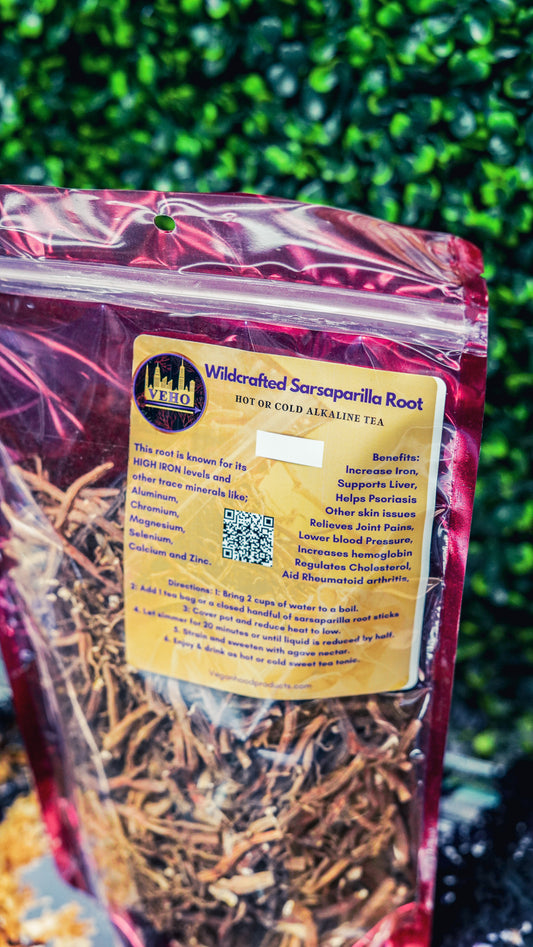 VEHO
Wildcrafted Sarsaparilla Root
HOT OR COLD ALKALINE TEA
This root is known for its
HIGH IRON levels and
other trace minerals like;
Aluminum,
Chromium,
Magnesium,
Selenium,
Calcium and Zinc.
Benefits:
Increase Iron,
Supports Liver,
Helps Psoriasis
Other skin issues
Relieves Joint Pains,
Lower blood Pressure,
Increases hemoglobin
Regulates Cholesterol,
Aid Rheumatoid arthritis,
Directions: 1: Bring 2 cups of water to a boil.
2: Add 1 tea bag or a closed handful of sarsaparilla root sticks
3: Cover pot and reduce heat to low.
4. Let simmer for 20 minutes or until liquid is reduced by half.
5. Strain and sweeten with agave nectar.
6. Enjoy & drink as hot or cold sweet tea tonic.
Veganhoodproducts.com